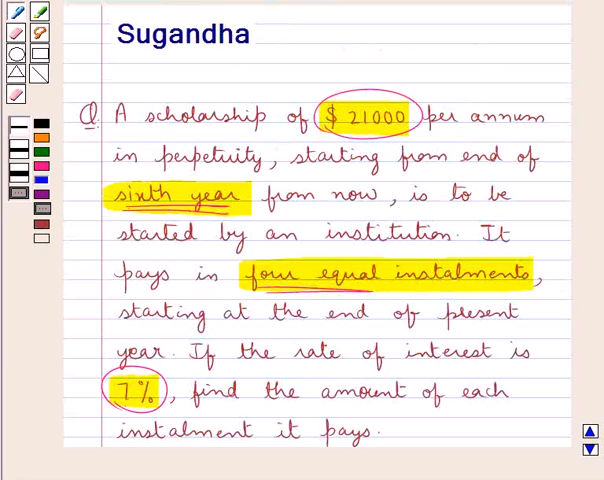 Sugandha
Q A scholarship of $ 21000 per annum
in perpetuity, starting from end of
sixth year from now, is to be
started by an institution. It
pays in four equal instalments,
starting at the end of present
year. If the rate of interest is
7%, find the amount of each
instalment it pays.